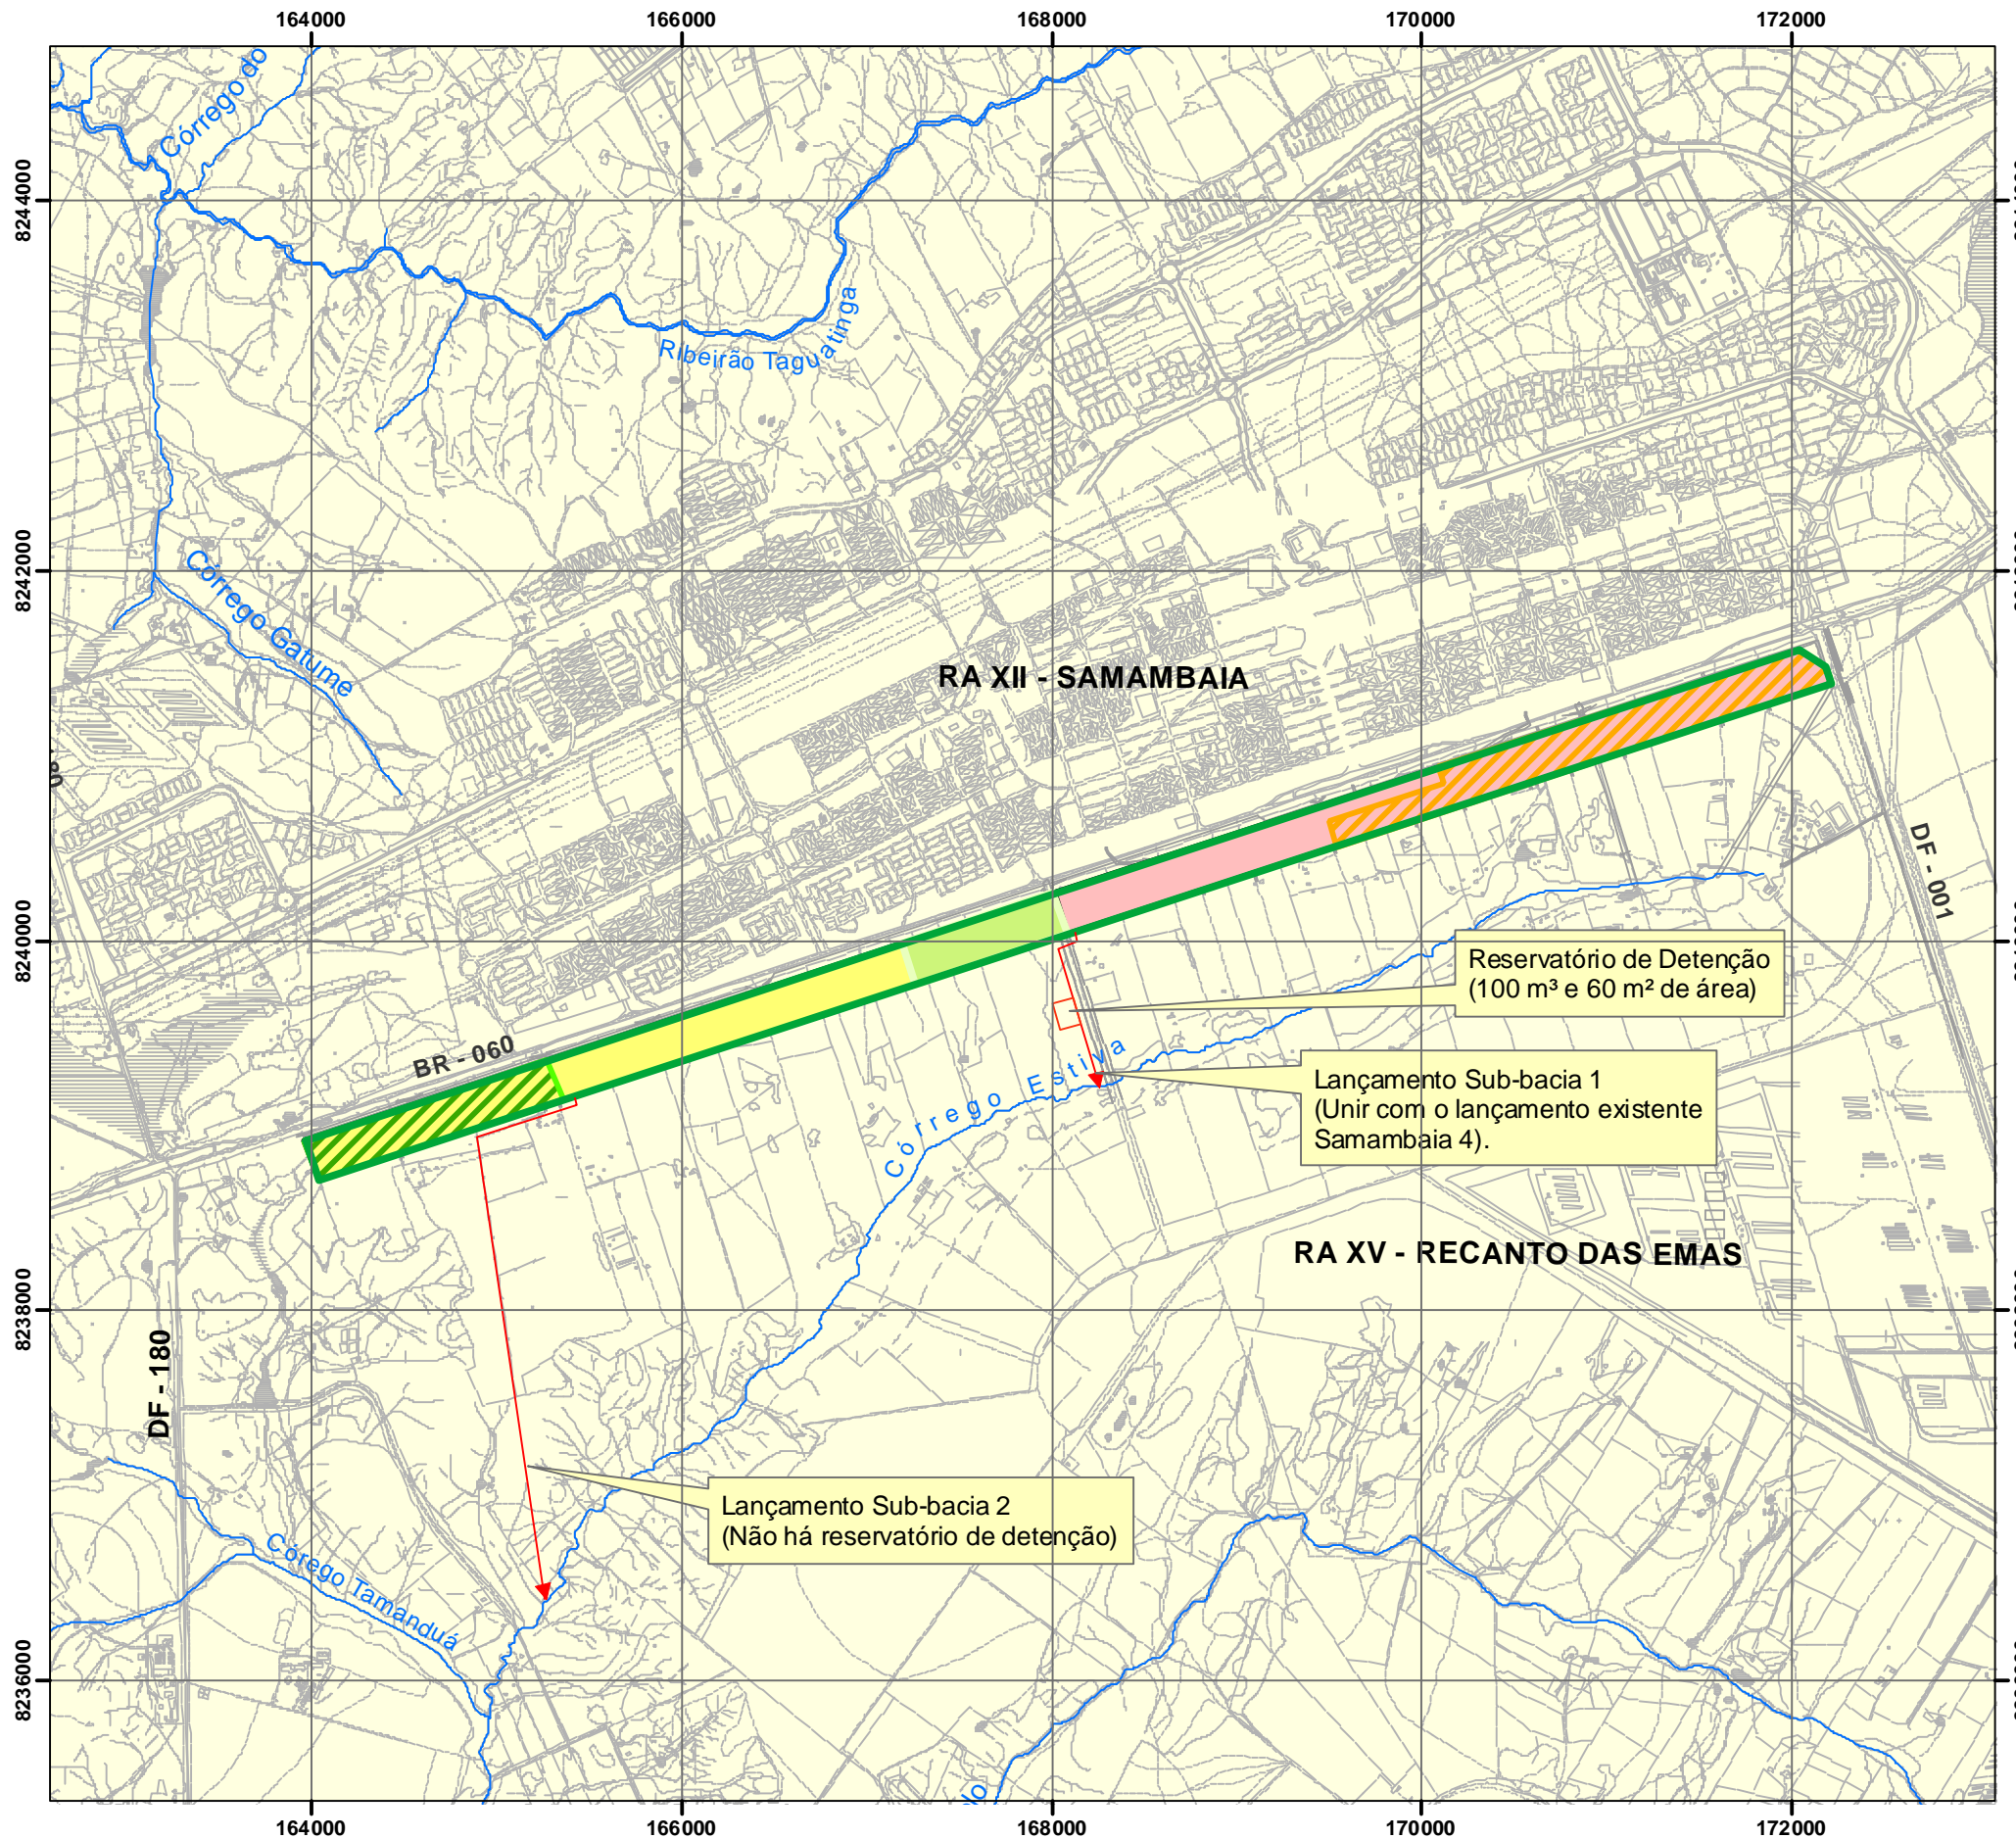 164000 166000 168000 170000 172000
Córrego do
8244000
Ribeirão Taguatinga
8242000
Córrego Gatume
RA XII - SAMAMBAIA
DF - 001
8240000
Reservatório de Detenção
(100 m³ e 60 m² de área)
BR - 060
Córrego Estiva
Lançamento Sub-bacia 1
(Unir com o lançamento existente
Samambaia 4).
RA XV - RECANTO DAS EMAS
8238000
DF - 180
Lançamento Sub-bacia 2
(Não há reservatório de detenção)
Córego Tamanduá
8236000
164000 166000 168000 170000 172000